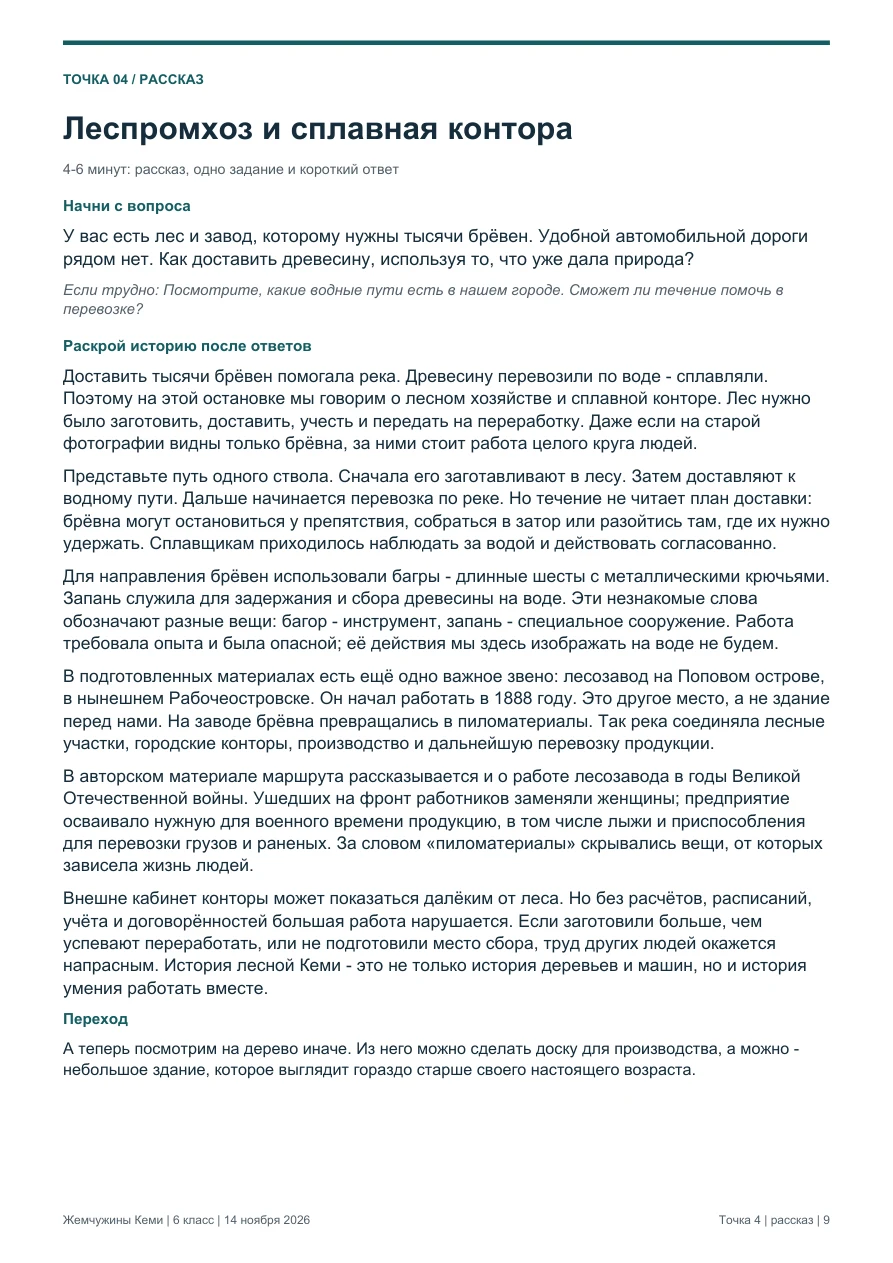 ТОЧКА 04 / РАССКАЗ
Леспромхоз и сплавная контора
4-6 минут: рассказ, одно задание и короткий ответ
Начни с вопроса
У вас есть лес и завод, которому нужны тысячи брёвен. Удобной автомобильной дороги
рядом нет. Как доставить древесину, используя то, что уже дала природа?
Если трудно: Посмотрите, какие водные пути есть в нашем городе. Сможет ли течение помочь в
перевозке?
Раскрой историю после ответов
Доставить тысячи брёвен помогала река. Древесину перевозили по воде - сплавляли.
Поэтому на этой остановке мы говорим о лесном хозяйстве и сплавной конторе. Лес нужно
было заготовить, доставить, учесть и передать на переработку. Даже если на старой
фотографии видны только брёвна, за ними стоит работа целого круга людей.
Представьте путь одного ствола. Сначала его заготавливают в лесу. Затем доставляют к
водному пути. Дальше начинается перевозка по реке. Но течение не читает план доставки:
брёвна могут остановиться у препятствия, собраться в затор или разойтись там, где их нужно
удержать. Сплавщикам приходилось наблюдать за водой и действовать согласованно.
Для направления брёвен использовали багры - длинные шесты с металлическими крючьями.
Запань служила для задержания и сбора древесины на воде. Эти незнакомые слова
обозначают разные вещи: багор - инструмент, запань - специальное сооружение. Работа
требовала опыта и была опасной; её действия мы здесь изображать на воде не будем.
В подготовленных материалах есть ещё одно важное звено: лесозавод на Поповом острове,
в нынешнем Рабочеостровске. Он начал работать в 1888 году. Это другое место, а не здание
перед нами. На заводе брёвна превращались в пиломатериалы. Так река соединяла лесные
участки, городские конторы, производство и дальнейшую перевозку продукции.
В авторском материале маршрута рассказывается и о работе лесозавода в годы Великой
Отечественной войны. Ушедших на фронт работников заменяли женщины; предприятие
осваивало нужную для военного времени продукцию, в том числе лыжи и приспособления
для перевозки грузов и раненых. За словом «пиломатериалы» скрывались вещи, от которых
зависела жизнь людей.
Внешне кабинет конторы может показаться далёким от леса. Но без расчётов, расписаний,
учёта и договорённостей большая работа нарушается. Если заготовили больше, чем
успевают переработать, или не подготовили место сбора, труд других людей окажется
напрасным. История лесной Кеми - это не только история деревьев и машин, но и история
умения работать вместе.
Переход
А теперь посмотрим на дерево иначе. Из него можно сделать доску для производства, а можно -
небольшое здание, которое выглядит гораздо старше своего настоящего возраста.
Жемчужины Кеми | 6 класс | 14 ноября 2026
Точка 4 | рассказ | 9